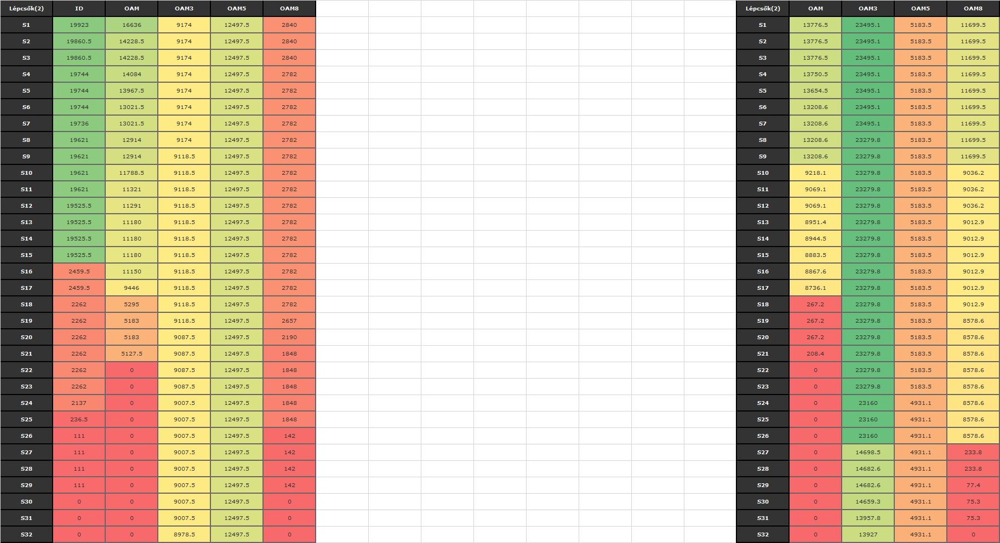 Lépcsők(2) ID OAM OAM3 OAM5 OAM8 Lépcsők(2) OAM OAM3 OAM5 OAM8
S1 19923 16636 9174 12497.5 2840 S1 13776.5 23495.1 5183.5 11699.5
S2 19860.5 14228.5 9174 12497.5 2840 S2 13776.5 23495.1 5183.5 11699.5
S3 19860.5 14228.5 9174 12497.5 2840 S3 13776.5 23495.1 5183.5 11699.5
S4 19744 14084 9174 12497.5 2782 S4 13750.5 23495.1 5183.5 11699.5
S5 19744 13967.5 9174 12497.5 2782 S5 13654.5 23495.1 5183.5 11699.5
S6 19744 13021.5 9174 12497.5 2782 S6 13208.6 23495.1 5183.5 11699.5
S7 19736 13021.5 9174 12497.5 2782 S7 13208.6 23495.1 5183.5 11699.5
S8 19621 12914 9174 12497.5 2782 S8 13208.6 23279.8 5183.5 11699.5
S9 19621 12914 9118.5 12497.5 2782 S9 13208.6 23279.8 5183.5 11699.5
S10 19621 11788.5 9118.5 12497.5 2782 S10 9218.1 23279.8 5183.5 9036.2
S11 19621 11321 9118.5 12497.5 2782 S11 9069.1 23279.8 5183.5 9036.2
S12 19525.5 11291 9118.5 12497.5 2782 S12 9069.1 23279.8 5183.5 9036.2
S13 19525.5 11180 9118.5 12497.5 2782 S13 8951.4 23279.8 5183.5 9012.9
S14 19525.5 11180 9118.5 12497.5 2782 S14 8944.5 23279.8 5183.5 9012.9
S15 19525.5 11180 9118.5 12497.5 2782 S15 8883.5 23279.8 5183.5 9012.9
S16 2459.5 11150 9118.5 12497.5 2782 S16 8867.6 23279.8 5183.5 9012.9
S17 2459.5 9446 9118.5 12497.5 2782 S17 8736.1 23279.8 5183.5 9012.9
S18 2262 5295 9118.5 12497.5 2782 S18 267.2 23279.8 5183.5 9012.9
S19 2262 5183 9118.5 12497.5 2657 S19 267.2 23279.8 5183.5 8578.6
S20 2262 5183 9087.5 12497.5 2190 S20 267.2 23279.8 5183.5 8578.6
S21 2262 5127.5 9087.5 12497.5 1848 S21 208.4 23279.8 5183.5 8578.6
S22 2262 0 9087.5 12497.5 1848 S22 0 23279.8 5183.5 8578.6
S23 2262 0 9087.5 12497.5 1848 S23 0 23279.8 5183.5 8578.6
S24 2137 0 9007.5 12497.5 1848 S24 0 23160 4931.1 8578.6
S25 236.5 0 9007.5 12497.5 1848 S25 0 23160 4931.1 8578.6
S26 111 0 9007.5 12497.5 142 S26 0 23160 4931.1 8578.6
S27 111 0 9007.5 12497.5 142 S27 0 14698.5 4931.1 233.8
S28 111 0 9007.5 12497.5 142 S28 0 14682.6 4931.1 233.8
S29 111 0 9007.5 12497.5 142 S29 0 14682.6 4931.1 77.4
S30 0 0 9007.5 12497.5 0 S30 0 14659.3 4931.1 75.3
S31 0 0 9007.5 12497.5 0 S31 0 13957.8 4931.1 75.3
S32 0 0 8978.5 12497.5 0 S32 0 13927 4931.1 0